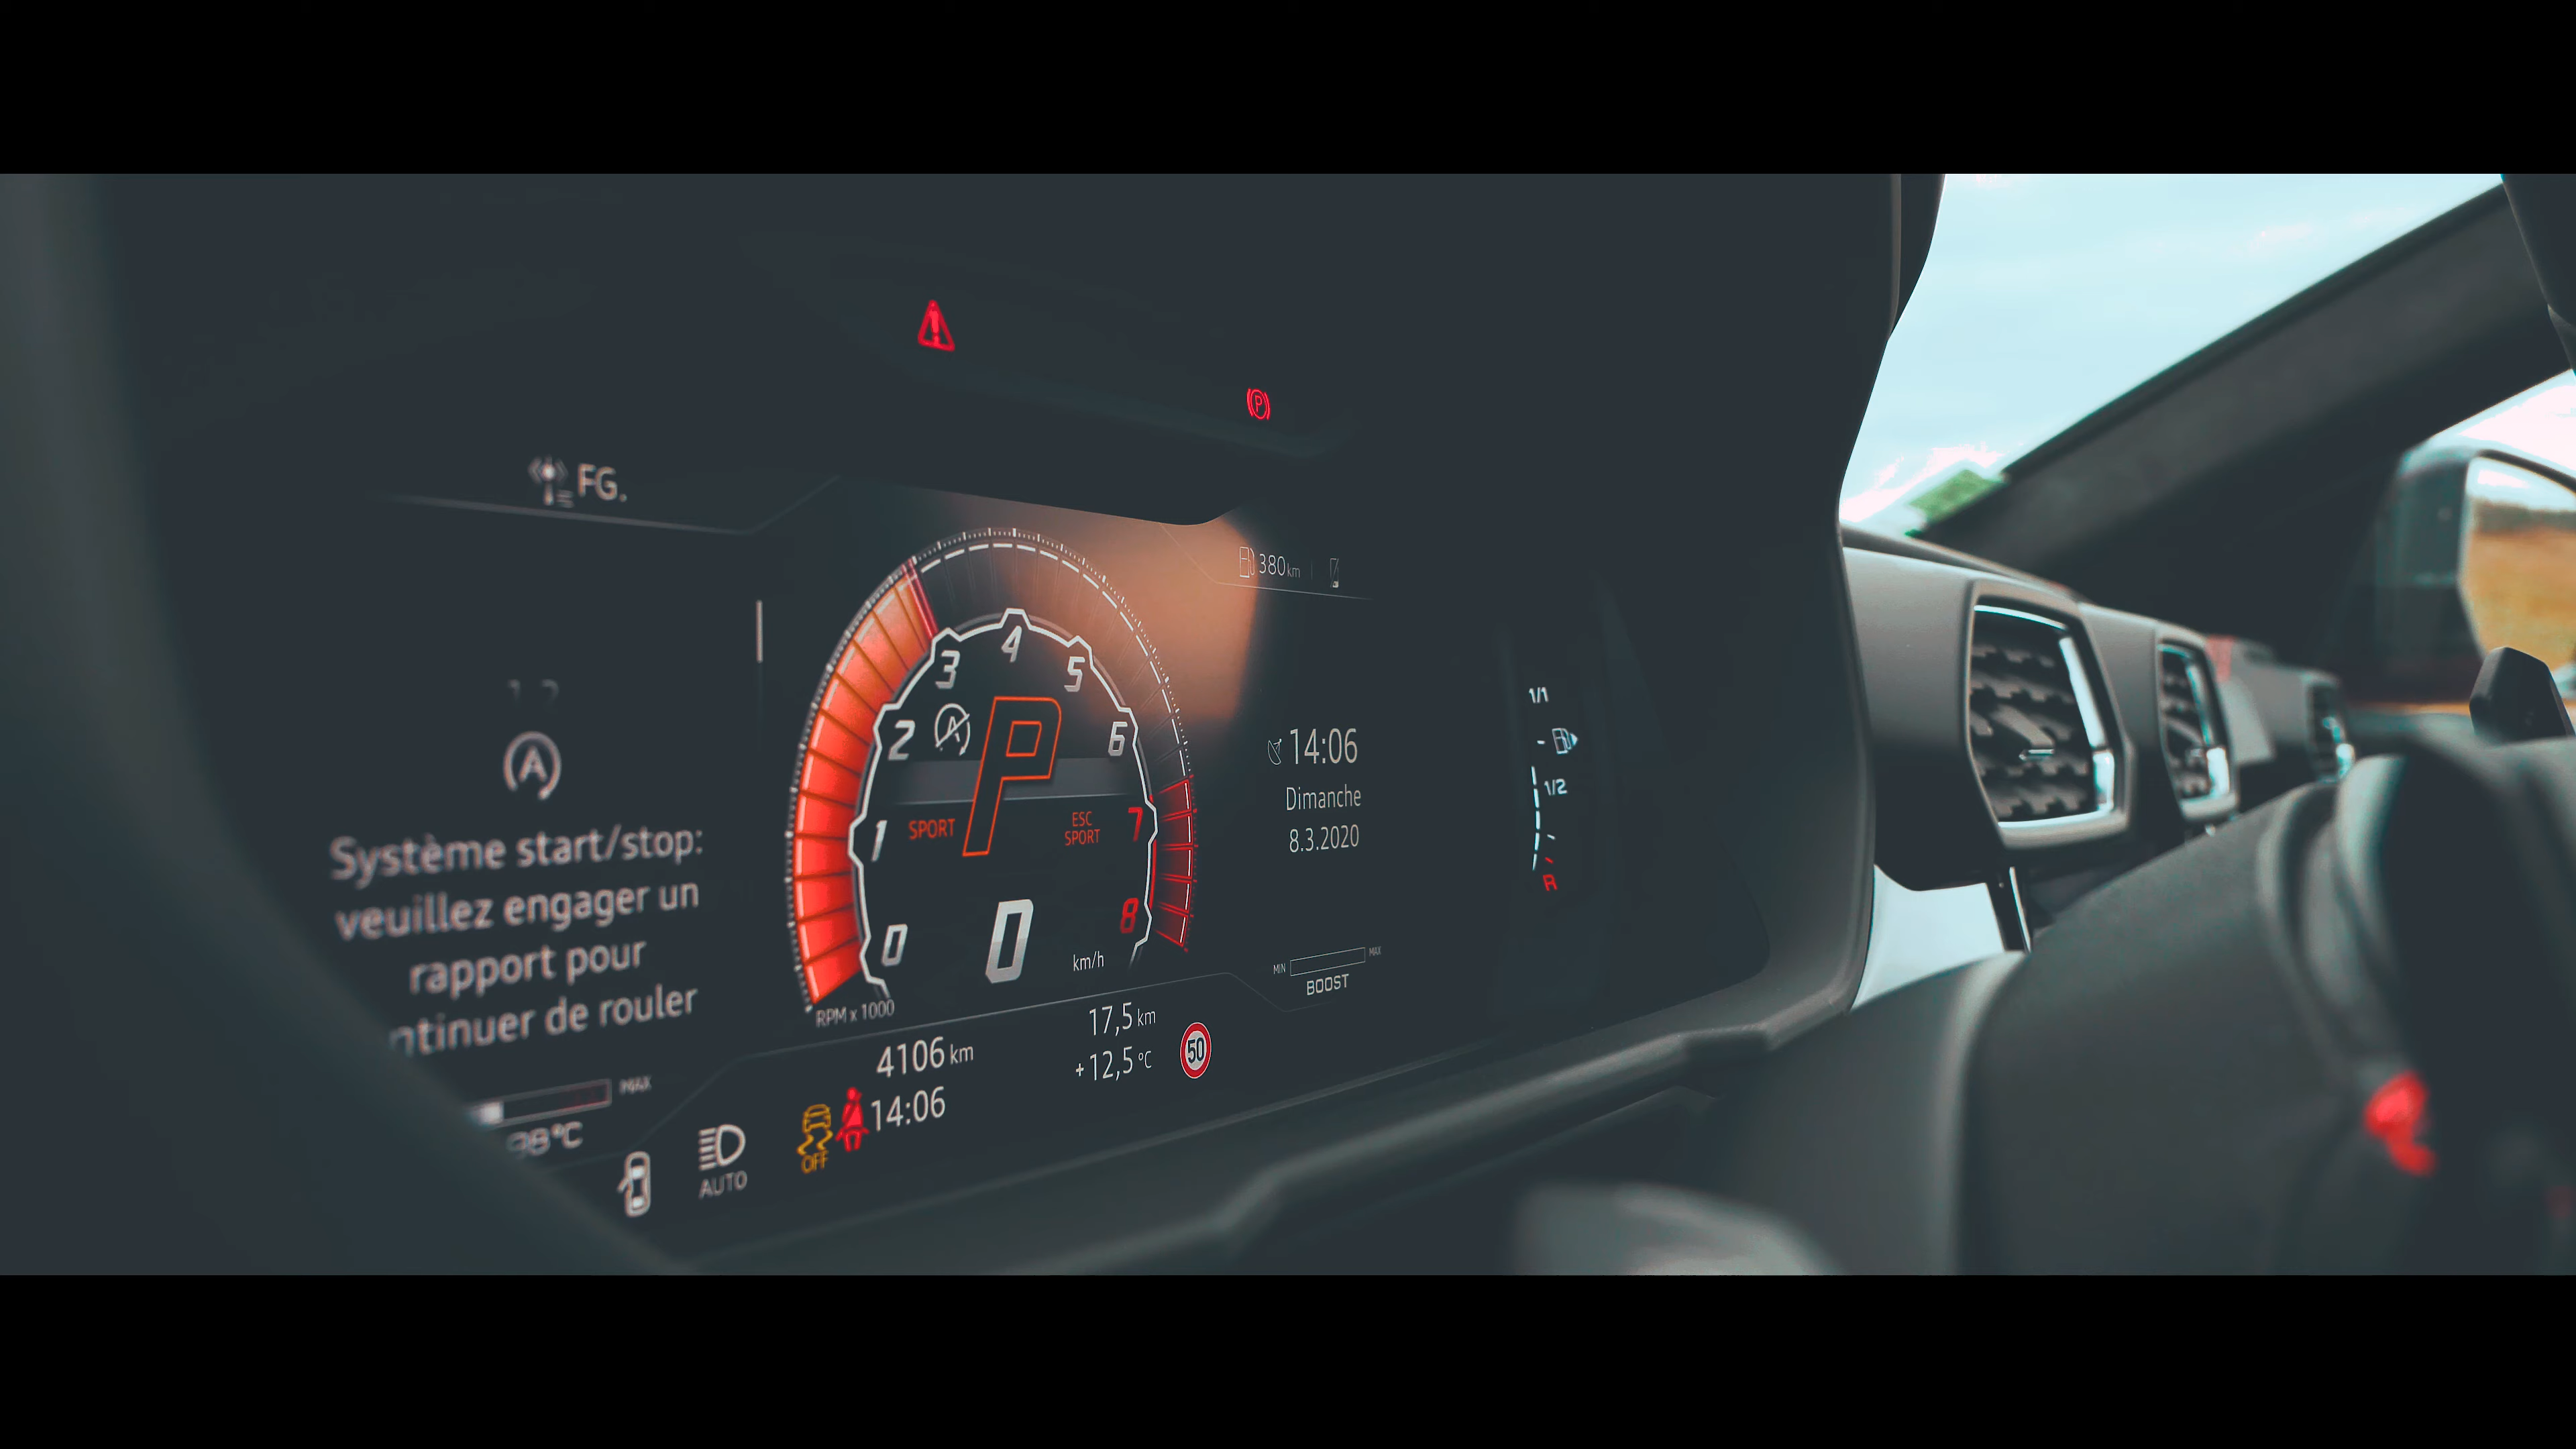 FG.
380 km
3 4 5
2 6
1 7
0 8
P
SPORT
ESC
SPORT
0
km/h
RPM x 1000
14:06
Dimanche
8.3.2020
1/1
1/2
R
Système start/stop:
veuillez engager un
rapport pour
ntinuer de rouler
MAX
98°C
MIN MAX
BOOST
4106 km
17,5 km
14:06
+12,5 °C
50
AUTO
OFF